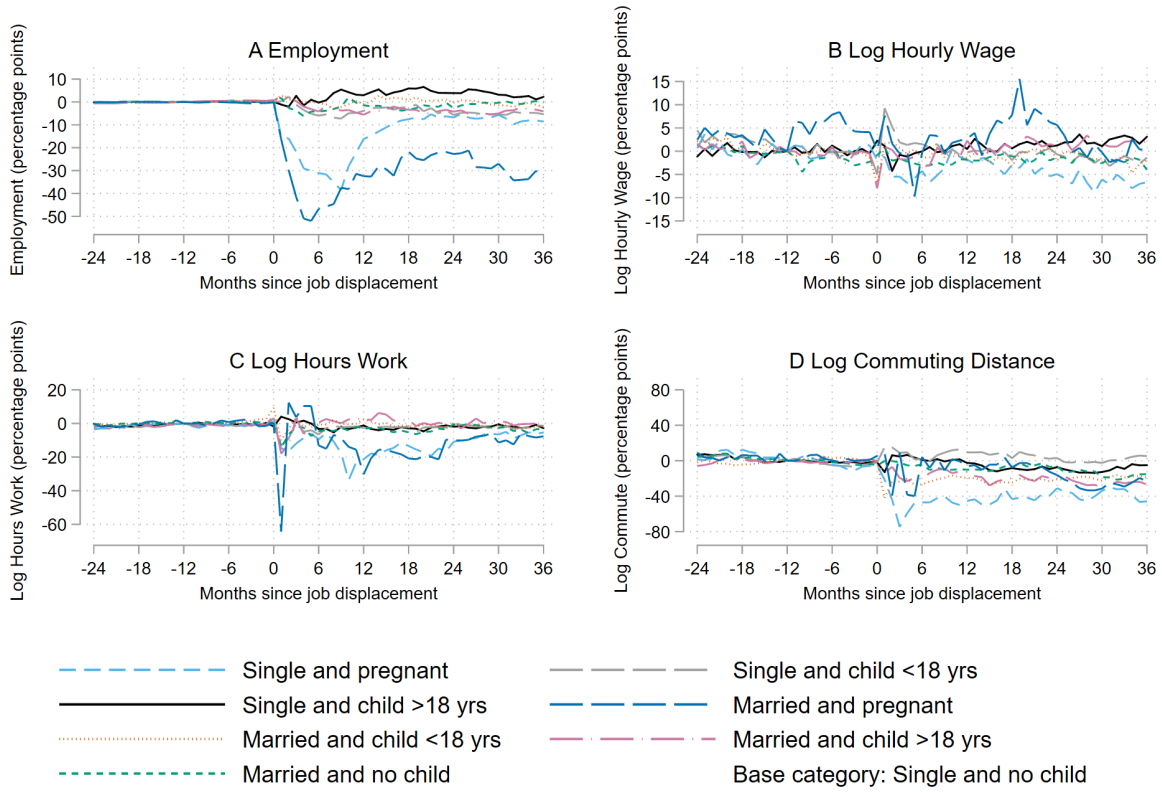 A Employment
Employment (percentage points)
10
0
-10
-20
-30
-40
-50
-24 -18 -12 -6 0 6 12 18 24 30 36
Months since job displacement
B Log Hourly Wage
Log Hourly Wage (percentage points)
15
10
5
0
-5
-10
-15
-24 -18 -12 -6 0 6 12 18 24 30 36
Months since job displacement
C Log Hours Work
Log Hours Work (percentage points)
20
0
-20
-40
-60
-24 -18 -12 -6 0 6 12 18 24 30 36
Months since job displacement
D Log Commuting Distance
Log Commute (percentage points)
80
40
0
-40
-80
-24 -18 -12 -6 0 6 12 18 24 30 36
Months since job displacement
Single and pregnant
Single and child <18 yrs
Single and child >18 yrs
Married and pregnant
Married and child <18 yrs
Married and child >18 yrs
Married and no child
Base category: Single and no child